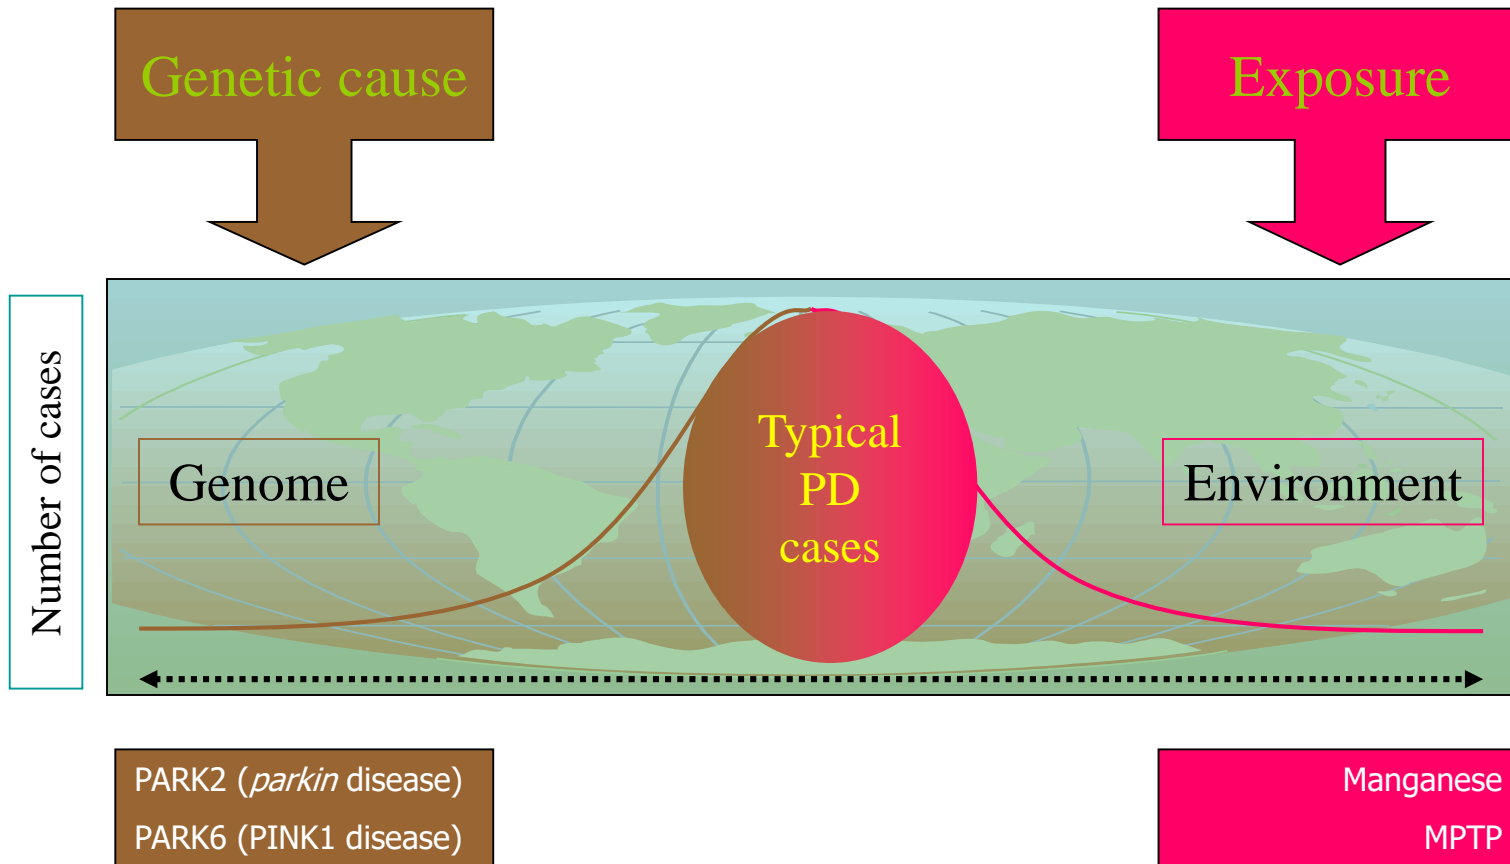 Genetic cause
Exposure
Number of cases
Genome
Typical
PD
cases
Environment
PARK2 (parkin disease)
PARK6 (PINK1 disease)
Manganese
MPTP